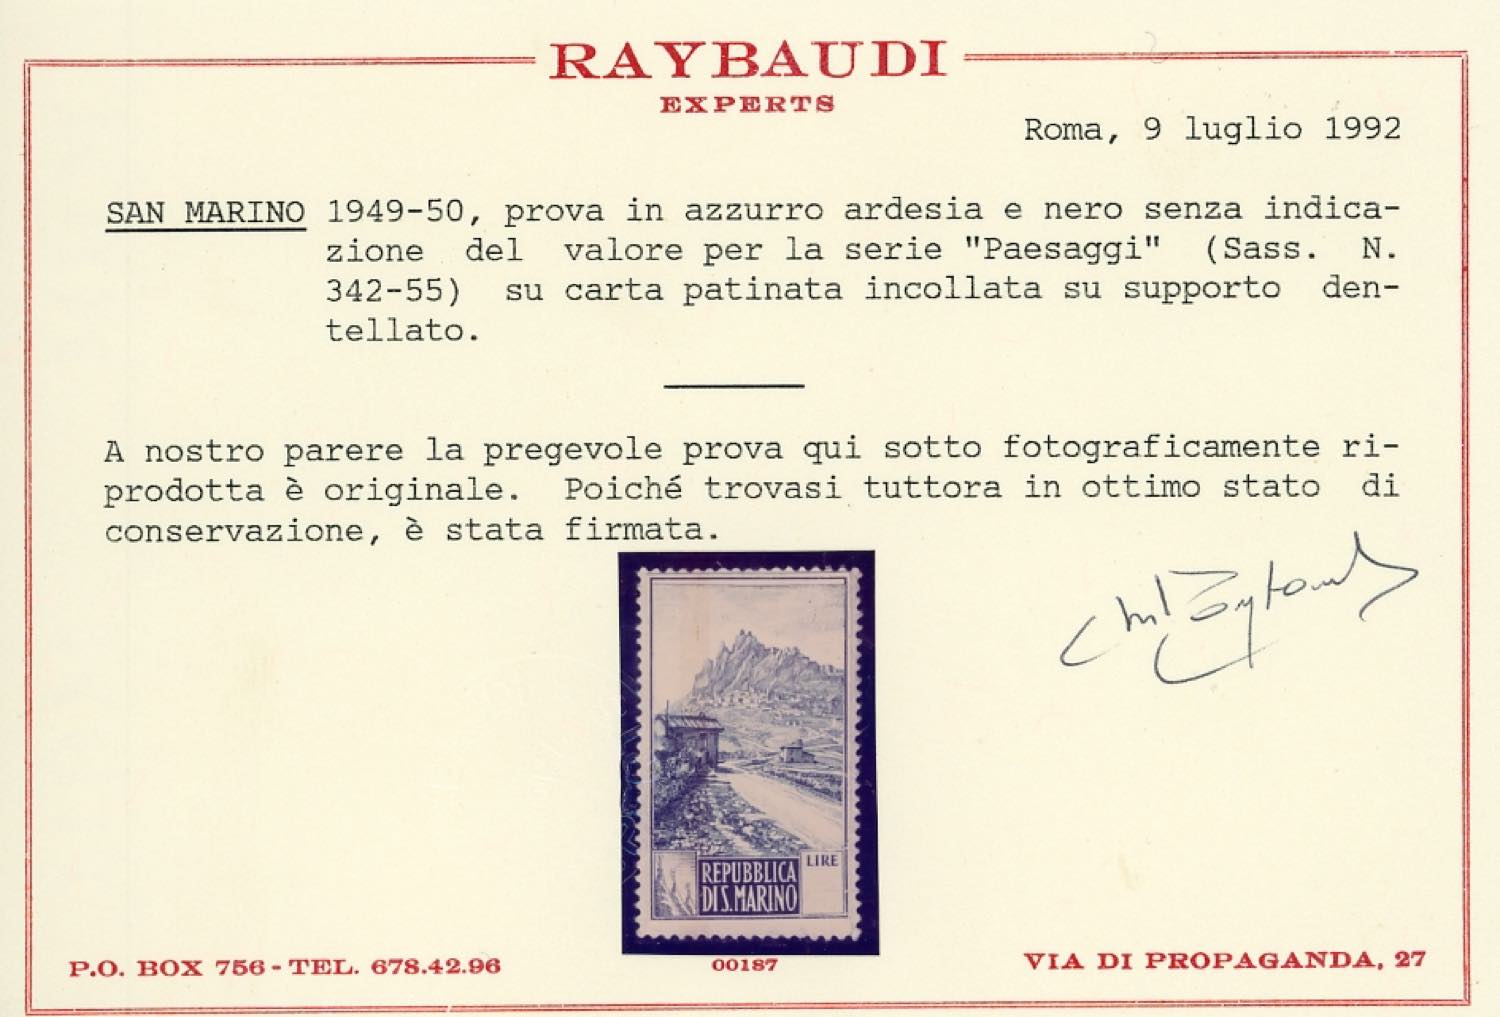 RAYBAUDI
EXPERTS
Roma, 9 luglio 1992
SAN MARINO 1949-50, prova in azzurro ardesia e nero senza indica-
zione del valore per la serie "Paesaggi" (Sass. N.
342-55) su carta patinata incollata su supporto den-
tellato.
A nostro parere la pregevole prova qui sotto fotograficamente ri-
prodotta è originale. Poiché trovasi tuttora in ottimo stato di
conservazione, è stata firmata.
LIRE
REPUBBLICA
DI S. MARINO
P.O. BOX 756 - TEL. 678.42.96
00187
VIA DI PROPAGANDA, 27